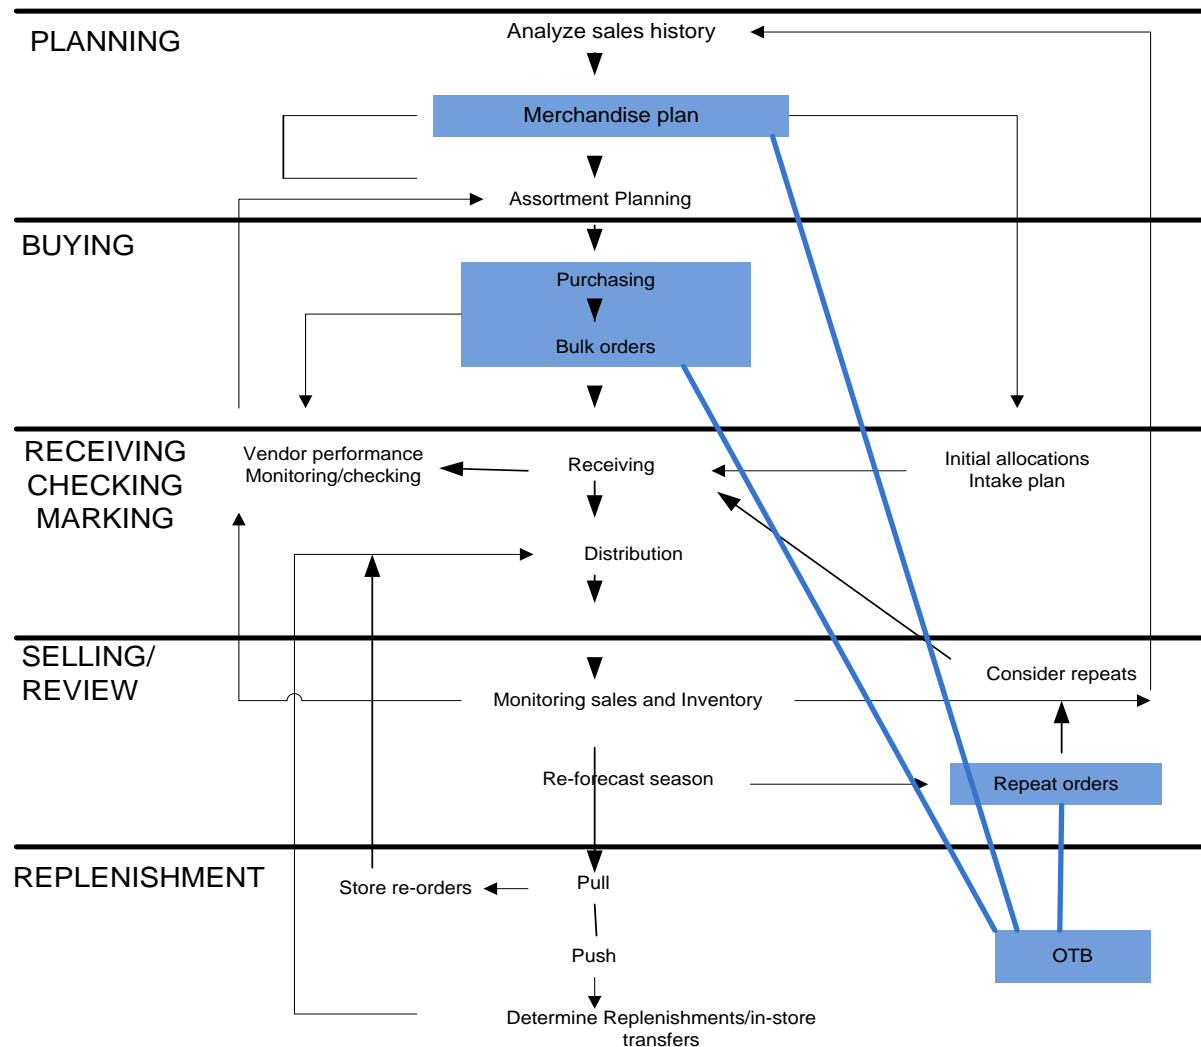 PLANNING
Analyze sales history
Merchandise plan
Assortment Planning
BUYING
Purchasing
Bulk orders
RECEIVING
CHECKING
MARKING
Vendor performance
Monitoring/checking
Receiving
Initial allocations
Intake plan
Distribution
SELLING/
REVIEW
Consider repeats
Monitoring sales and Inventory
Re-forecast season
Repeat orders
REPLENISHMENT
Store re-orders
Pull
Push
OTB
Determine Replenishments/in-store
transfers